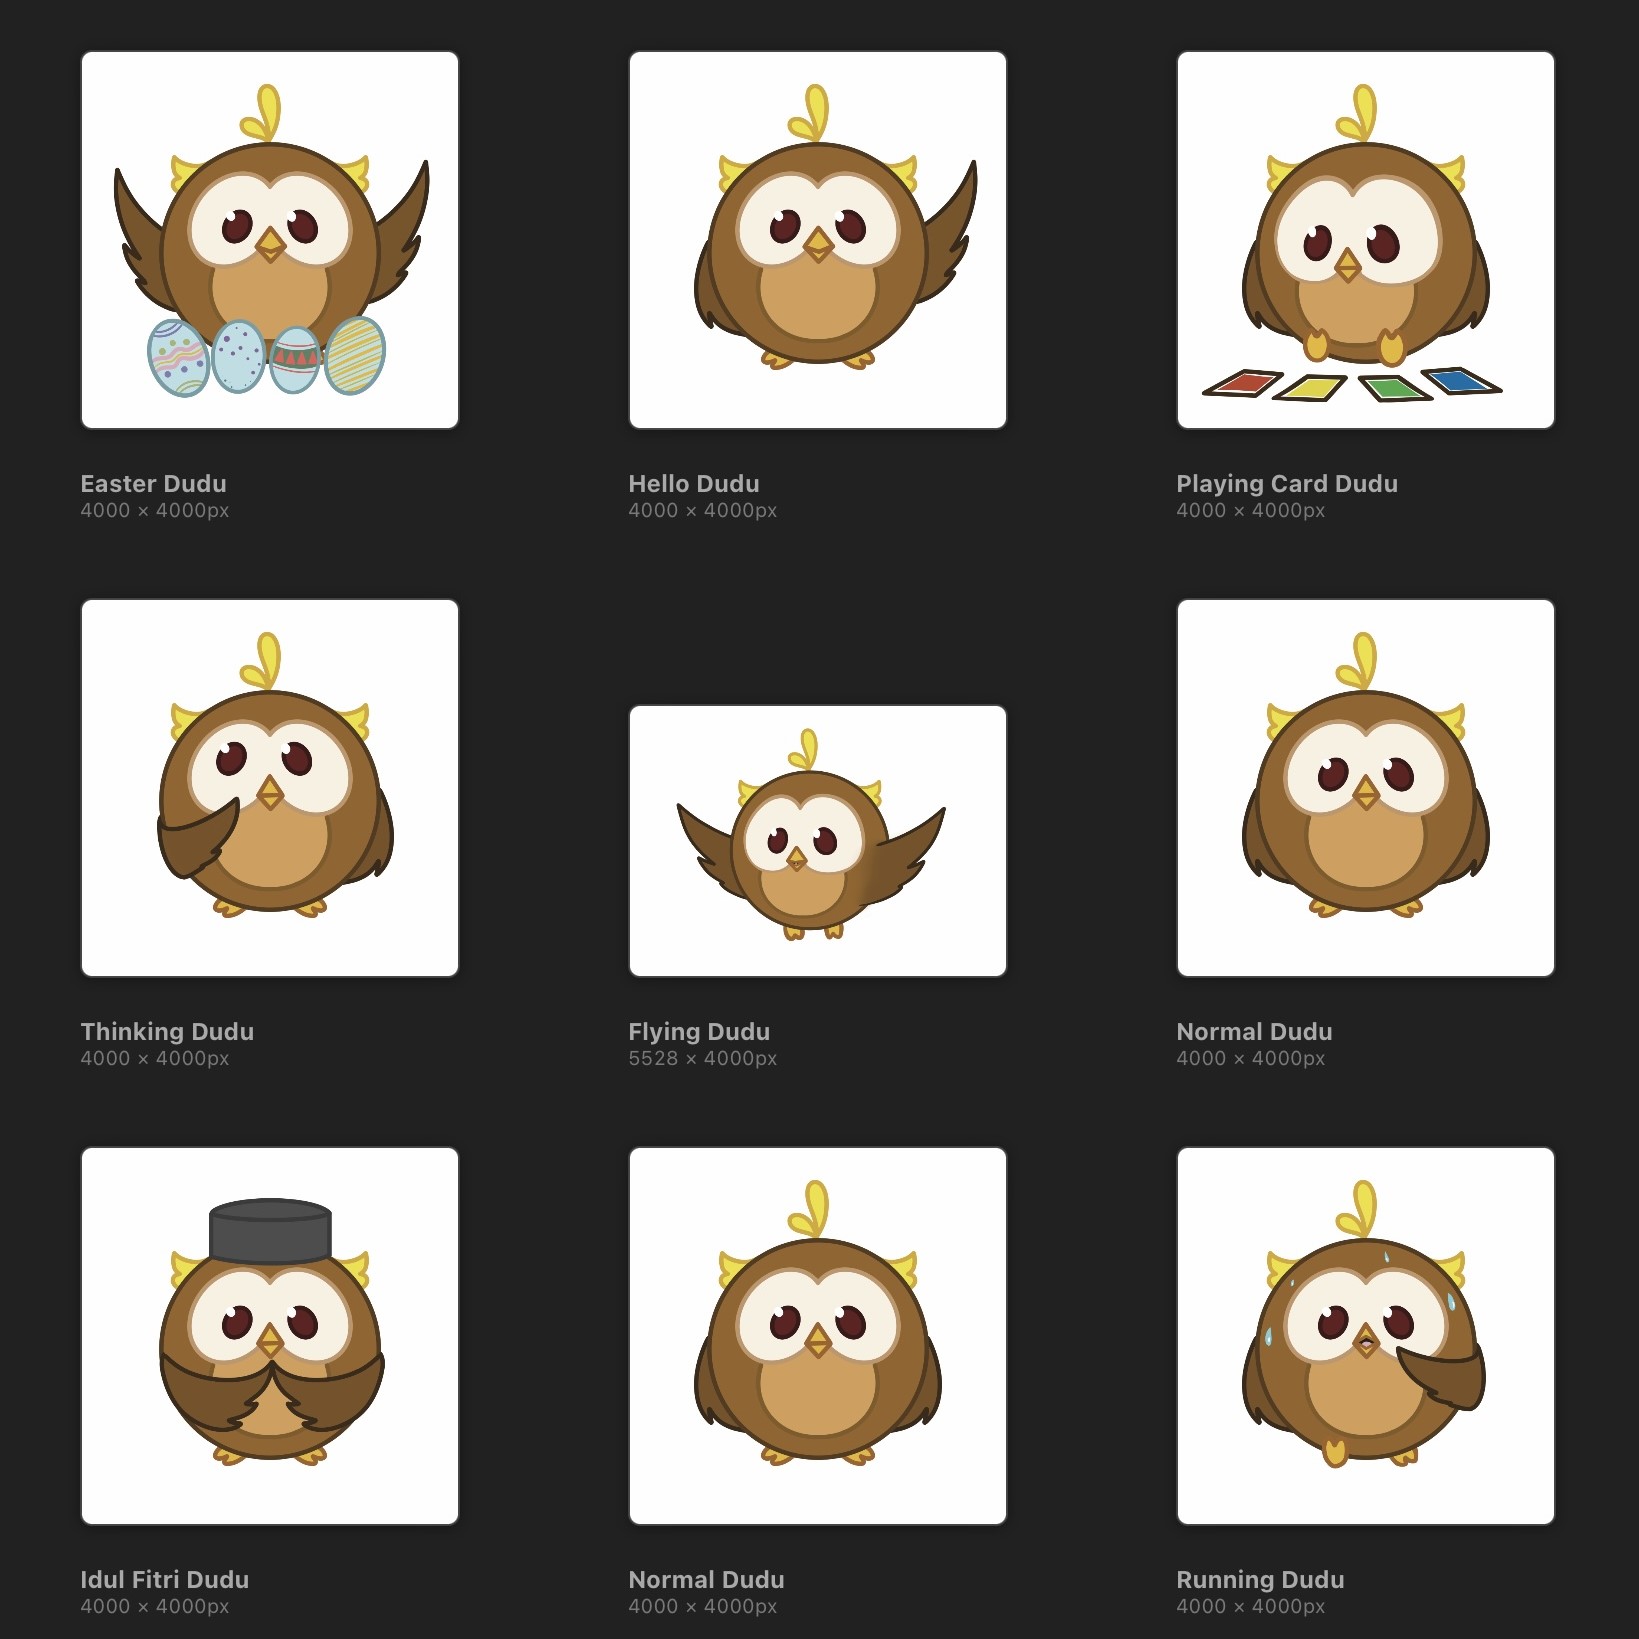 Easter Dudu
4000 × 4000px
Hello Dudu
4000 × 4000px
Playing Card Dudu
4000 × 4000px
Thinking Dudu
4000 × 4000px
Flying Dudu
5528 × 4000px
Normal Dudu
4000 × 4000px
Idul Fitri Dudu
4000 × 4000px
Normal Dudu
4000 × 4000px
Running Dudu
4000 × 4000px